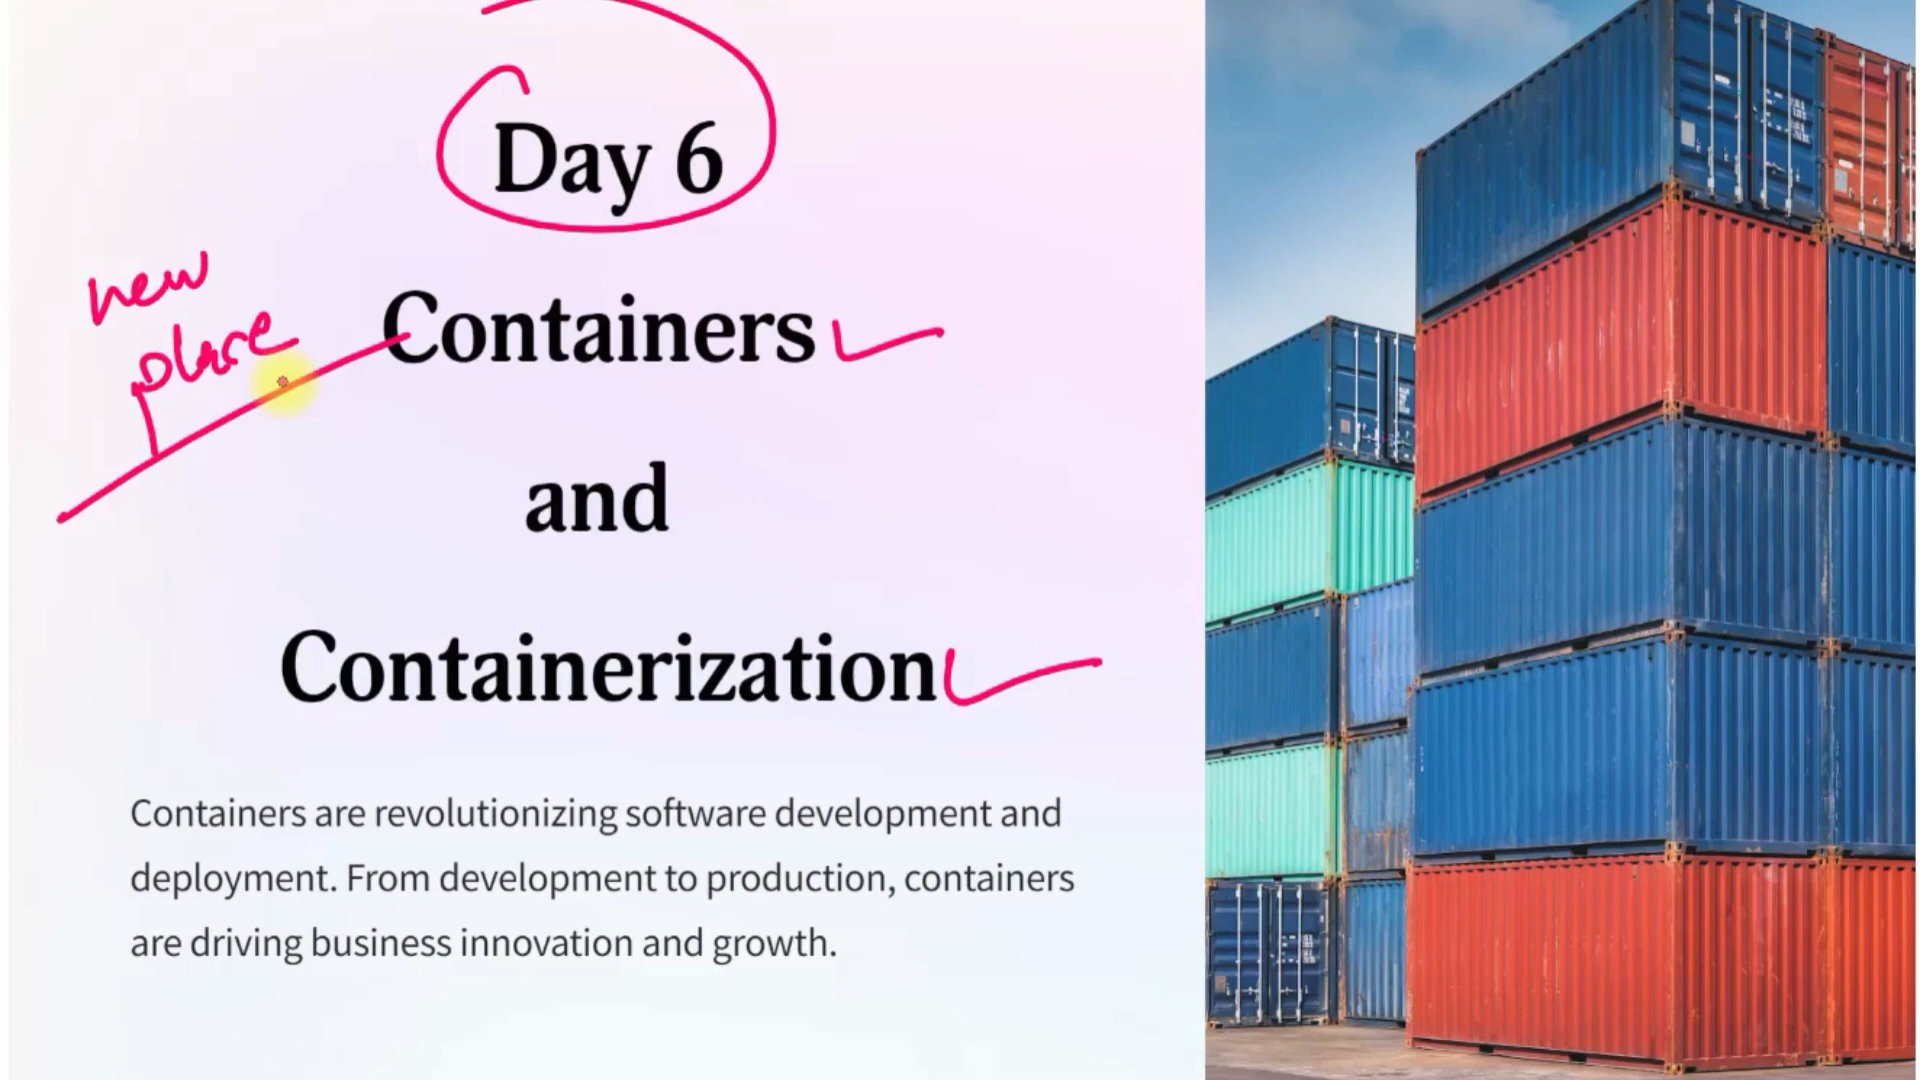 Day 6
new
place
Containers
and
Containerization
Containers are revolutionizing software development and
deployment. From development to production, containers
are driving business innovation and growth.